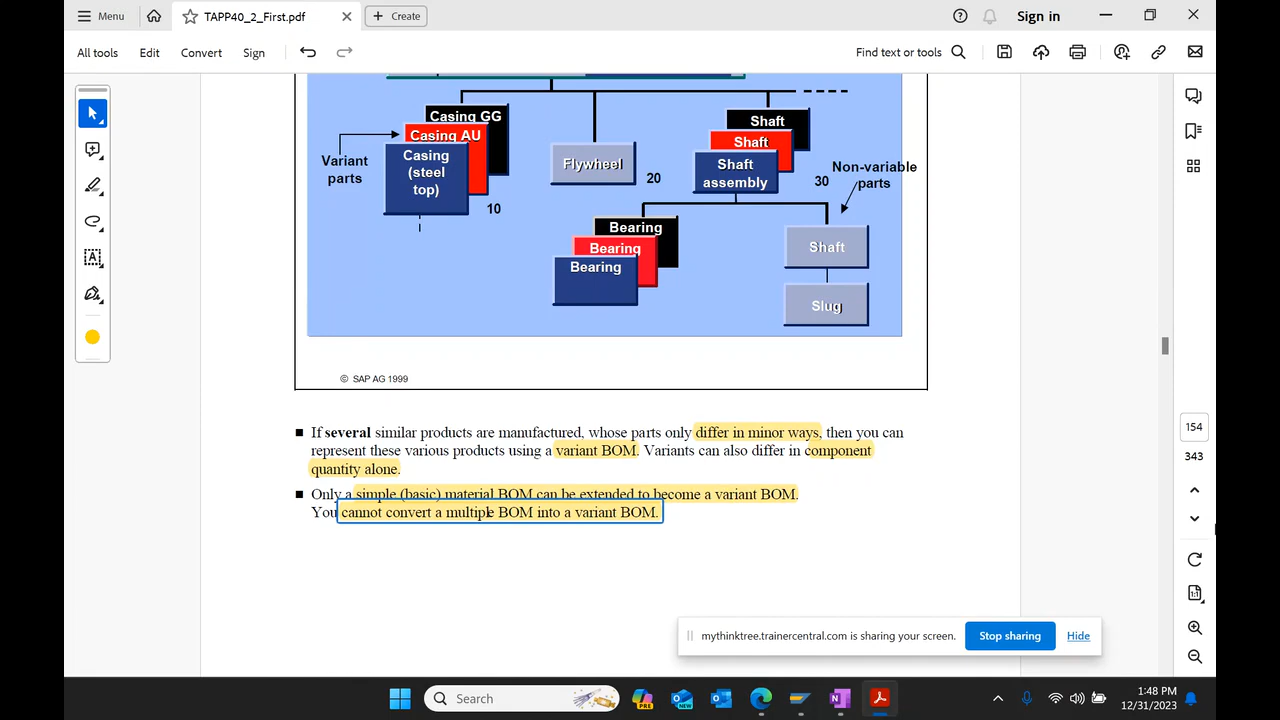 Menu
TAPP40_2_First.pdf
Create
Sign in
All tools
Edit
Convert
Sign
Find text or tools
Casing GG
Casing AU
Casing
(steel
top)
Variant
parts
10
Flywheel
20
Shaft
Shaft
Shaft
assembly
30
Non-variable
parts
Bearing
Bearing
Bearing
Shaft
Slug
© SAP AG 1999
■ If several similar products are manufactured, whose parts only differ in minor ways, then you can
represent these various products using a variant BOM. Variants can also differ in component
quantity alone.
■ Only a simple (basic) material BOM can be extended to become a variant BOM.
You cannot convert a multiple BOM into a variant BOM.
154
343
1:1
mythinktree.trainercentral.com is sharing your screen.
Stop sharing
Hide
Search
PRE
NEW
1:48 PM
12/31/2023